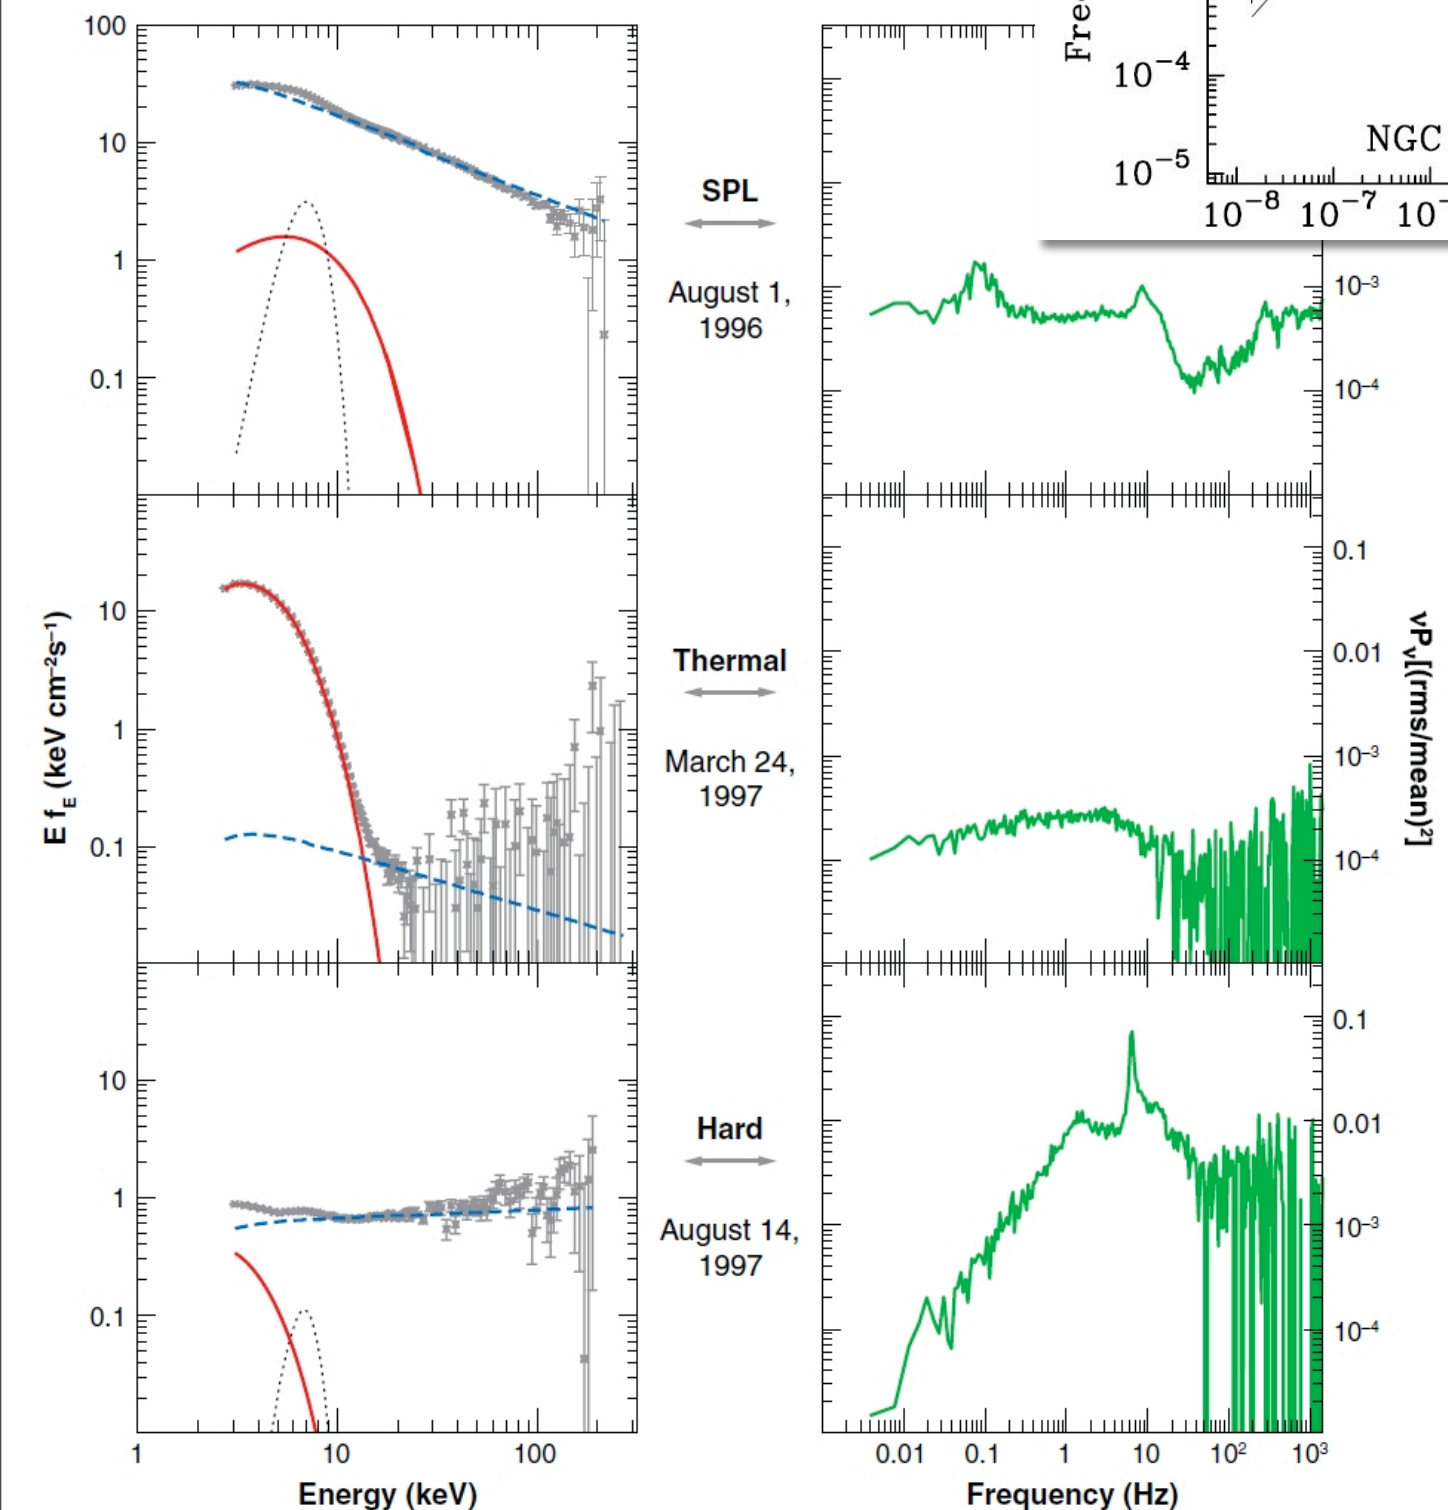 100
10
1
0.1
SPL
August 1,
1996
Fre
10⁻⁴
10⁻⁵
NGC
10⁻⁸ 10⁻⁷ 10⁻
10⁻³
10⁻⁴
E f_E (keV cm⁻²s⁻¹)
10
1
0.1
Thermal
March 24,
1997
0.1
0.01
10⁻³
10⁻⁴
νP_ν[(rms/mean)²]
10
1
0.1
Hard
August 14,
1997
0.1
0.01
10⁻³
10⁻⁴
1 10 100
Energy (keV)
0.01 0.1 1 10 10² 10³
Frequency (Hz)